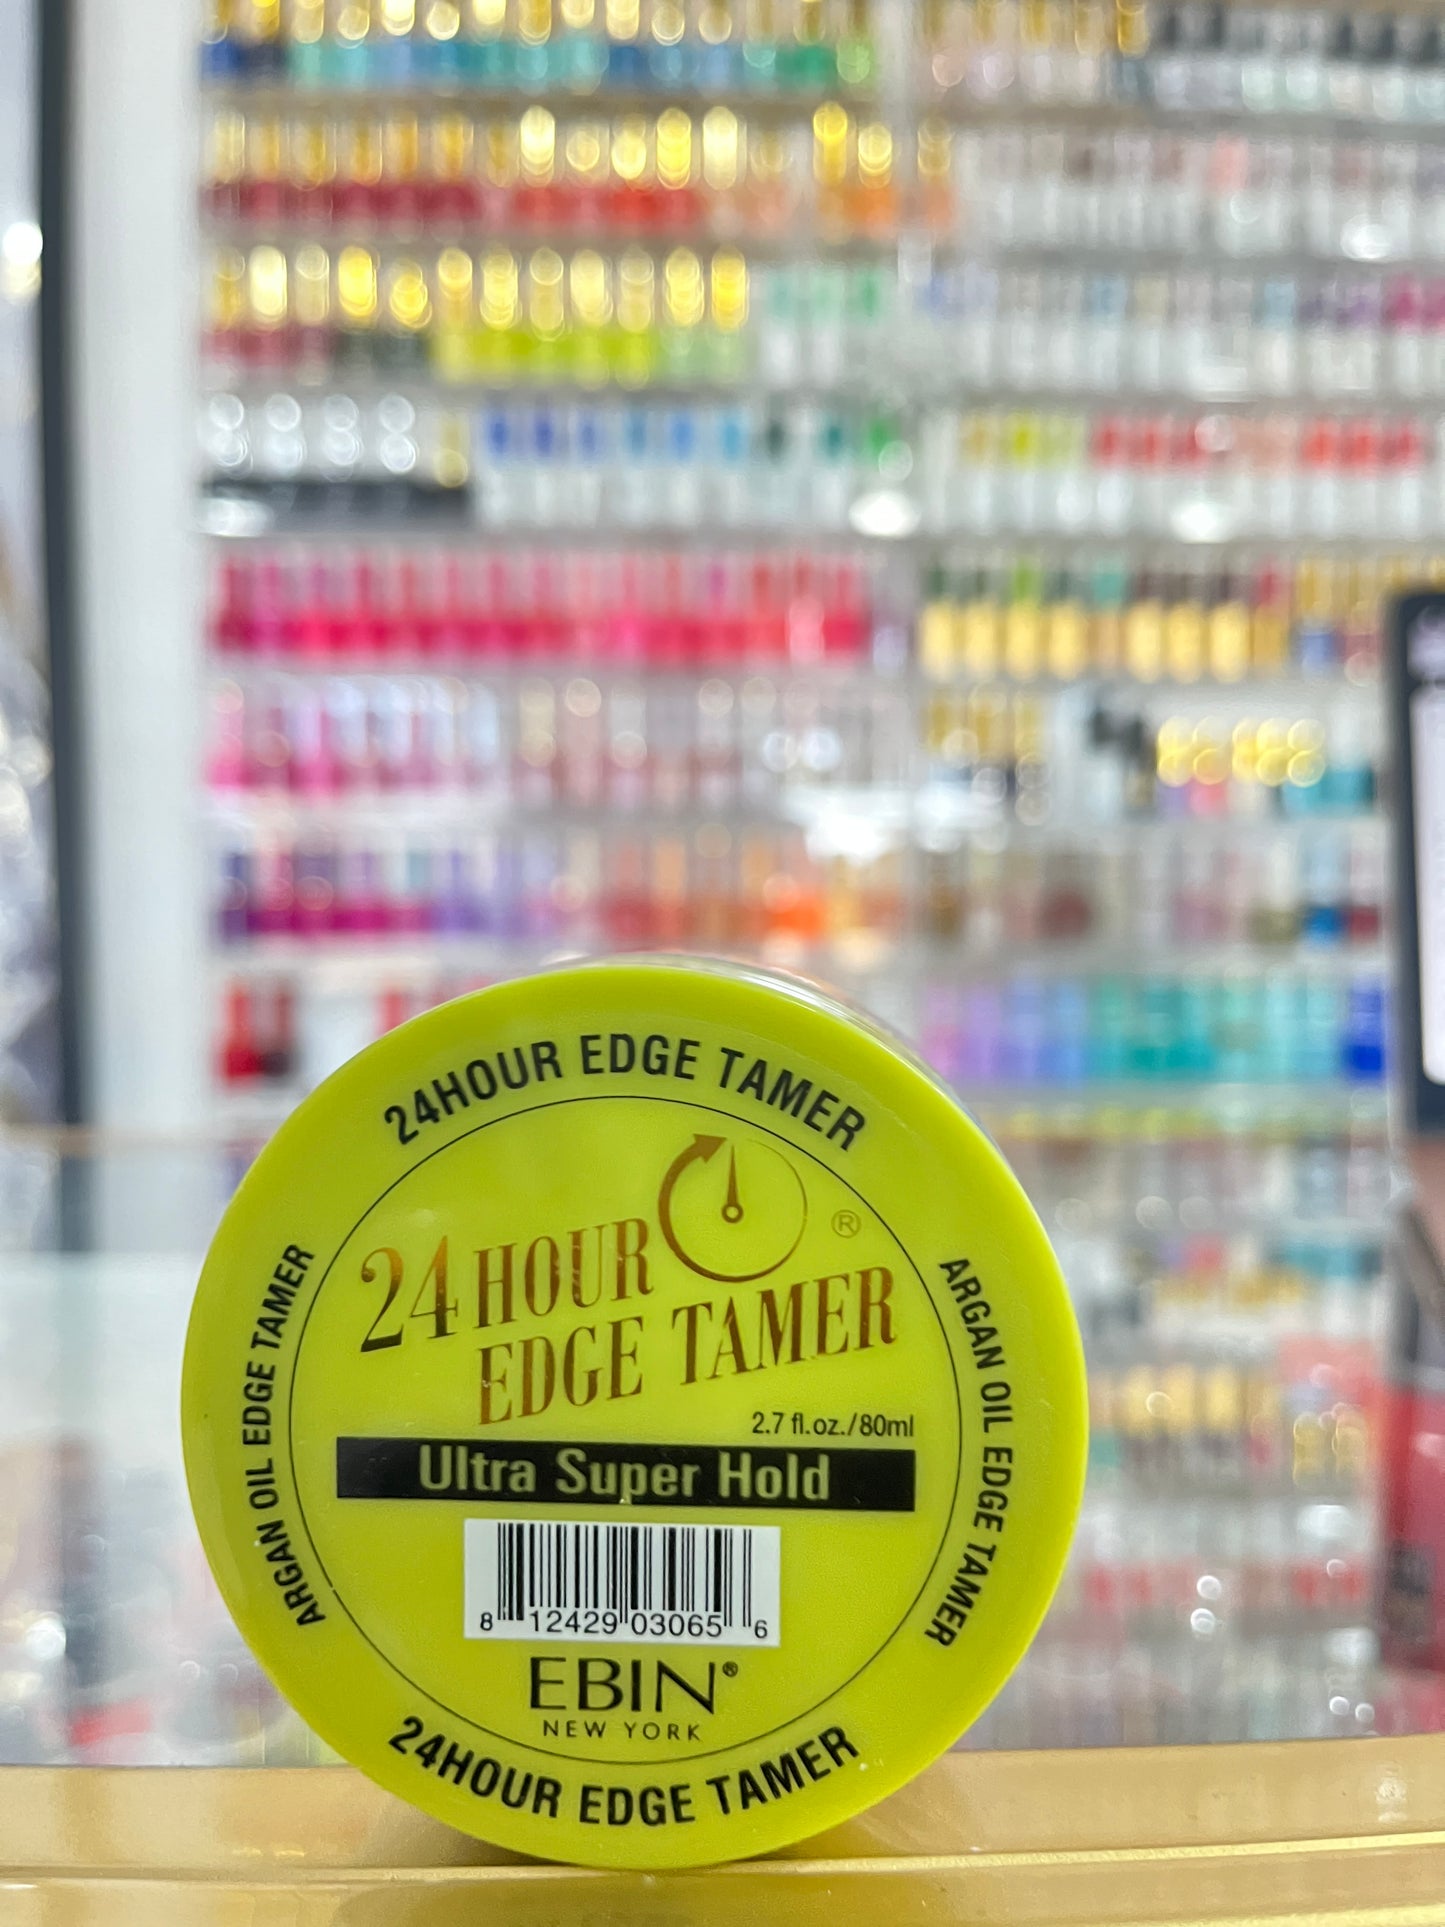 24HOUR EDGE TAMER
ARGAN OIL EDGE TAMER
ARGAN OIL EDGE TAMER
24 HOUR ®
EDGE TAMER
2.7 fl.oz./80ml
Ultra Super Hold
8 12429 03065 6
EBIN®
NEW YORK
24HOUR EDGE TAMER